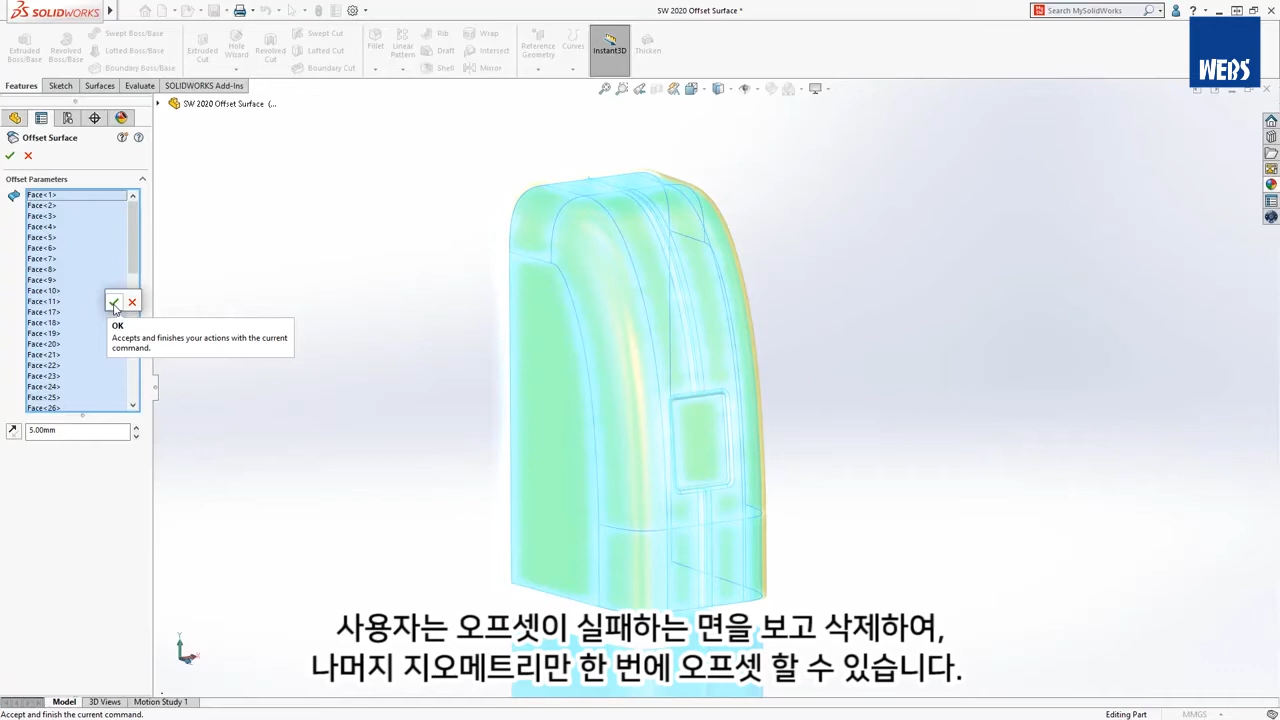 SOLIDWORKS
SW 2020 Offset Surface *
Search MySolidWorks
Extruded Boss/Base
Revolved Boss/Base
Swept Boss/Base
Lofted Boss/Base
Boundary Boss/Base
Extruded Cut
Hole Wizard
Revolved Cut
Swept Cut
Lofted Cut
Boundary Cut
Fillet
Linear Pattern
Rib
Draft
Shell
Wrap
Intersect
Mirror
Reference Geometry
Curves
Instant3D
Thicken
WEBS
Features
Sketch
Surfaces
Evaluate
SOLIDWORKS Add-Ins
SW 2020 Offset Surface (...
Offset Surface
Offset Parameters
Face<1>
Face<2>
Face<3>
Face<4>
Face<5>
Face<6>
Face<7>
Face<8>
Face<9>
Face<10>
Face<11>
Face<17>
Face<18>
Face<19>
Face<20>
Face<21>
Face<22>
Face<23>
Face<24>
Face<25>
Face<26>
OK
Accepts and finishes your actions with the current
command.
5.00mm
사용자는 오프셋이 실패하는 면을 보고 삭제하여,
나머지 지오메트리만 한 번에 오프셋 할 수 있습니다.
Model
3D Views
Motion Study 1
Accept and finish the current command.
Editing Part
MMGS